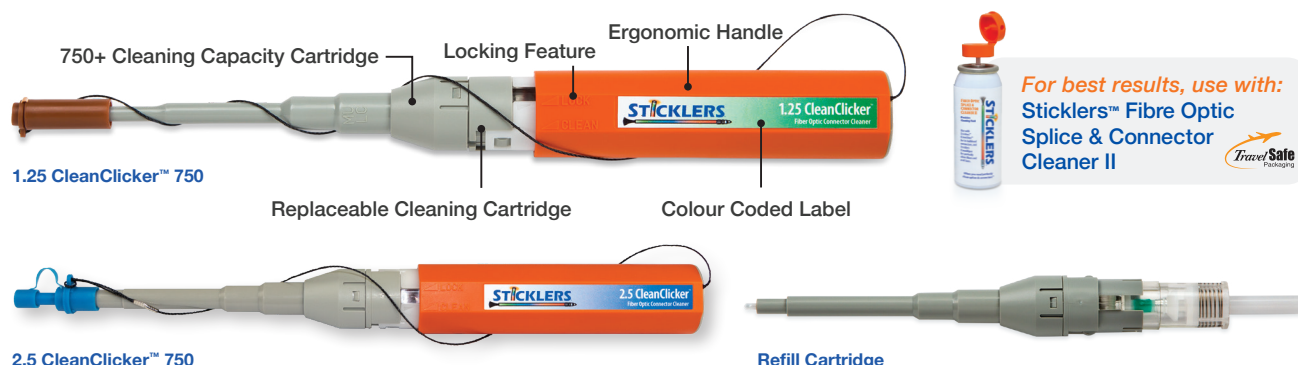 750+ Cleaning Capacity Cartridge
Locking Feature
Ergonomic Handle
LOCK
CLEAN
STICKLERS
1.25 CleanClicker™
Fiber Optic Connector Cleaner
1.25 CleanClicker™ 750
Replaceable Cleaning Cartridge
Colour Coded Label
STICKLERS
For best results, use with:
Sticklers™ Fibre Optic
Splice & Connector
Cleaner II
Travel Safe
Packaging
LOCK
STICKLERS
2.5 CleanClicker
Fiber Optic Connector Cleaner
2.5 CleanClicker™ 750
Refill Cartridge